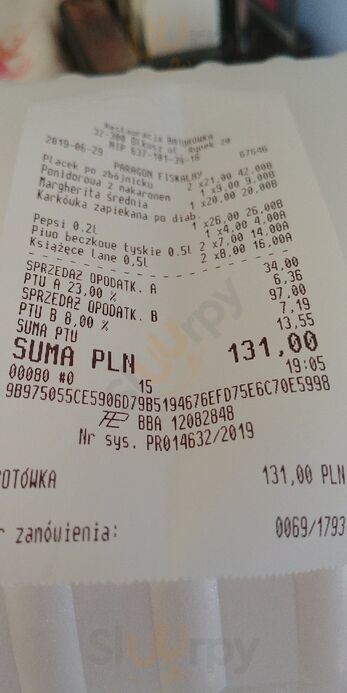 Restauracja
32-300 Olkusz ul. Rynek 20
NIP 637-101-39-18
2019-06-29 67646
PARAGON FISKALNY
Placek po zbójnicku 2 x21,00 42,00B
Pomidorowa z makaronem 1 x9,00 9,00B
Margherita średnia 1 x20,00 20,00B
Karkówka zapiekana po diab.
1 x26,00 26,00B
Pepsi 0.2l 1 x4,00 4,00A
Piwo beczkowe tyskie 0.5l 2 x7,00 14,00A
Książęce lane 0.5l 2 x8,00 16,00A
SPRZEDAŻ OPODATK. A 34,00
PTU A 23,00 % 6,36
SPRZEDAŻ OPODATK. B 97,00
PTU B 8,00 % 7,19
SUMA PTU 13,55
SUMA PLN 131,00
00080 #0 15 19:05
9B975055CE5906D79B5194676EFD75E6C70E5998
BBA 12082848
Nr sys. PR014632/2019
OTÓWKA 131,00 PLN
r zamówienia: 0069/1793
Sluurpy
Sluurpy
Sluurpy